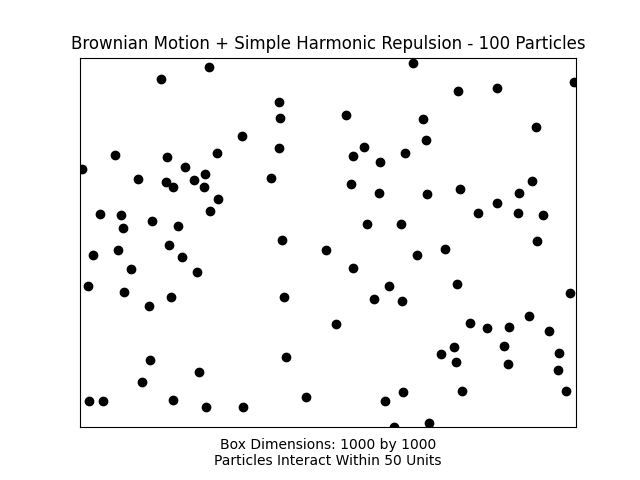 Brownian Motion + Simple Harmonic Repulsion - 100 Particles
Box Dimensions: 1000 by 1000
Particles Interact Within 50 Units